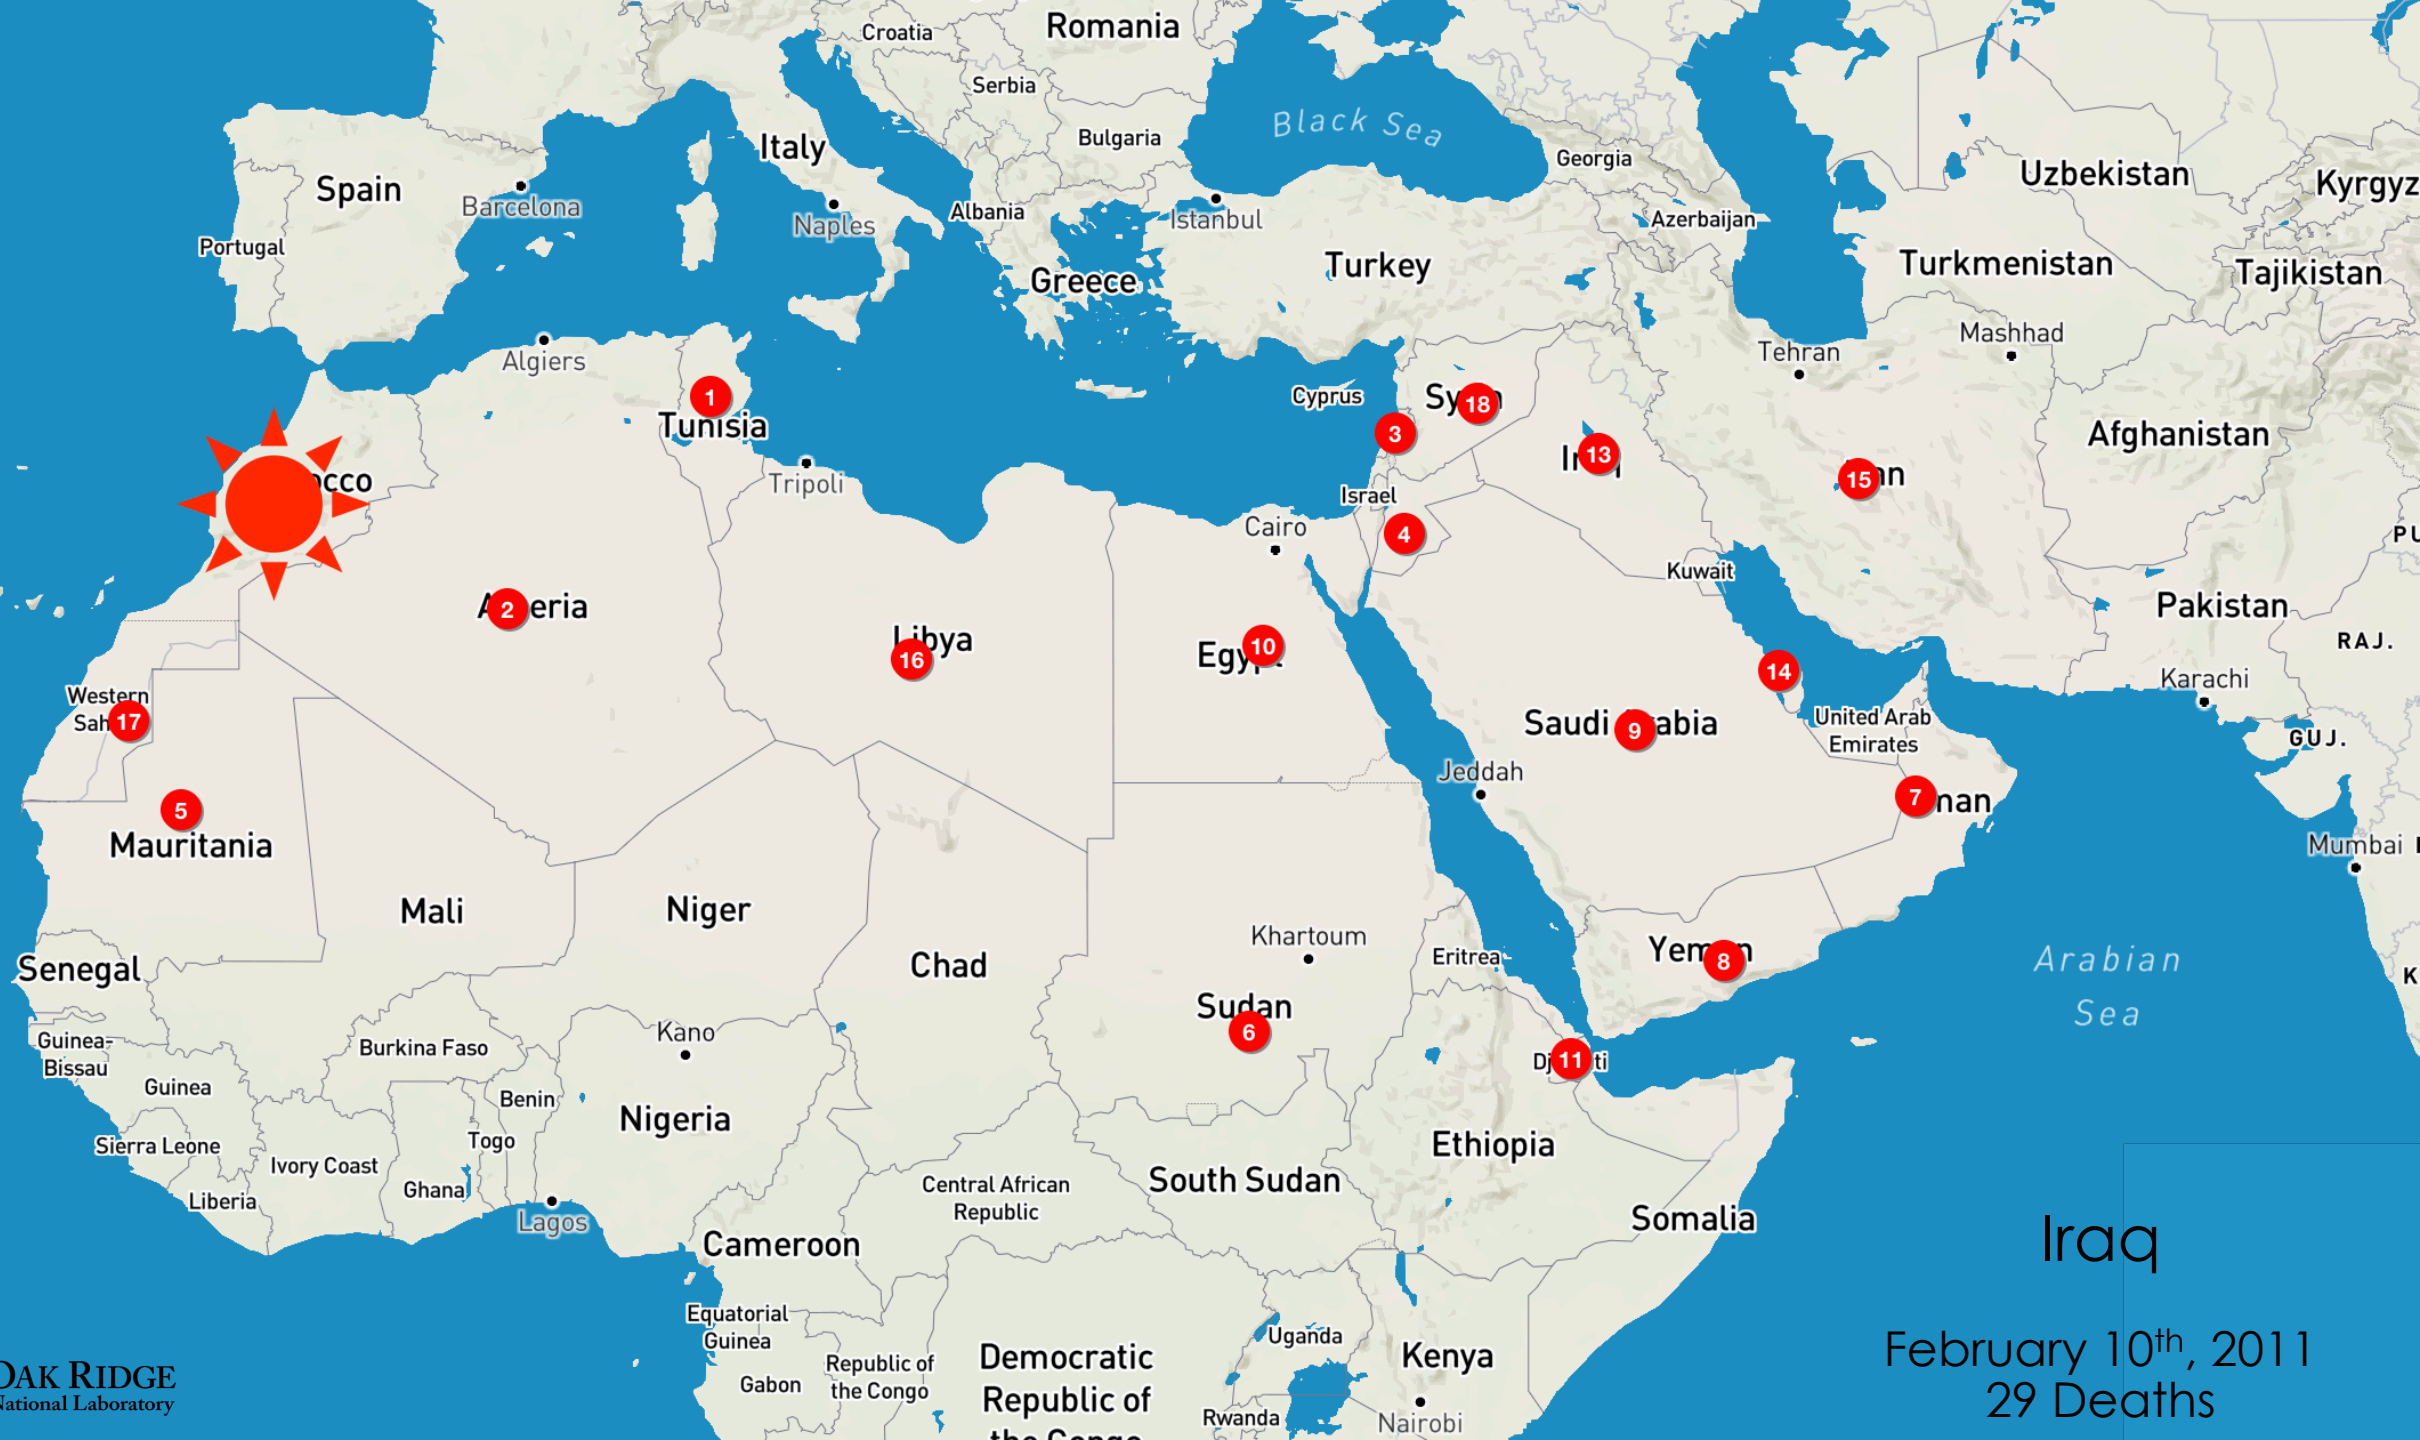 Croatia
Romania
Serbia
Black Sea
Bulgaria
Italy
Georgia
Spain
Barcelona
Uzbekistan
Kyrgyz
Naples
Albania
Istanbul
Azerbaijan
Portugal
Turkey
Greece
Turkmenistan
Tajikistan
Mashhad
Algiers
Tehran
Cyprus
1
Tunisia
18
3
13
Afghanistan
15
Tripoli
Israel
4
Cairo
PU
Kuwait
2
Pakistan
Libya
16
10
RAJ.
14
Karachi
Western
17
Saudi
9
United Arab
Emirates
GUJ.
Jeddah
7
5
Mauritania
Mumbai
Mali
Niger
Khartoum
Yemen
8
Eritrea
Arabian
Sea
Senegal
Chad
K
Sudan
6
Kano
Guinea-
Bissau
Burkina Faso
11
Guinea
Benin
Nigeria
Togo
Sierra Leone
Ivory Coast
Ethiopia
Ghana
Central African
Republic
South Sudan
Liberia
Lagos
Somalia
Cameroon
Iraq
Equatorial
Guinea
Uganda
Democratic
Republic of
Kenya
Republic of
the Congo
Gabon
February 10th, 2011
29 Deaths
OAK RIDGE
National Laboratory
Rwanda
Nairobi
the Congo